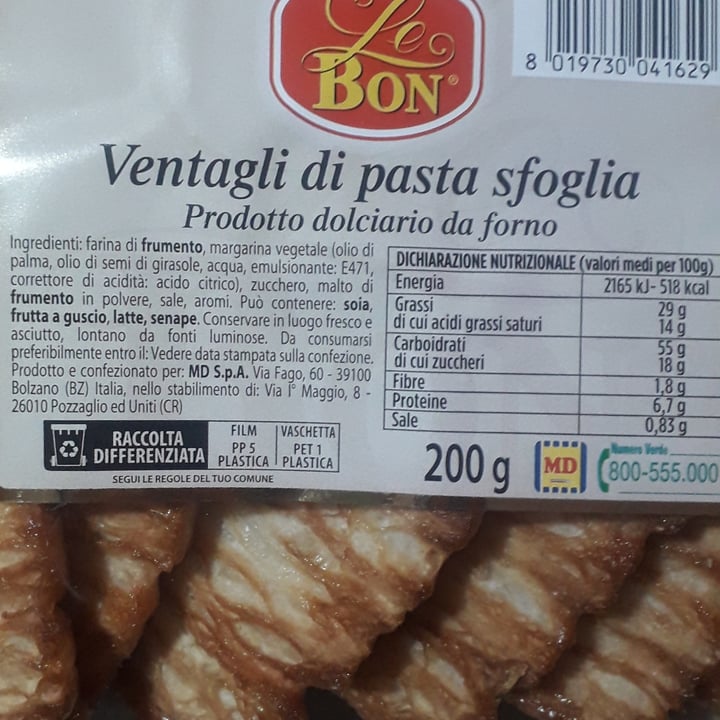 Le
BON®
8 019730 041629
Ventagli di pasta sfoglia
Prodotto dolciario da forno
Ingredienti: farina di frumento, margarina vegetale (olio di
palma, olio di semi di girasole, acqua, emulsionante: E471,
correttore di acidità: acido citrico), zucchero, malto di
frumento in polvere, sale, aromi. Può contenere: soia,
frutta a guscio, latte, senape. Conservare in luogo fresco e
asciutto, lontano da fonti luminose. Da consumarsi
preferibilmente entro il: Vedere data stampata sulla confezione.
Prodotto e confezionato per: MD S.p.A. Via Fago, 60 - 39100
Bolzano (BZ) Italia, nello stabilimento di: Via I° Maggio, 8 -
26010 Pozzaglio ed Uniti (CR)
DICHIARAZIONE NUTRIZIONALE (valori medi per 100g)
Energia 2165 kJ- 518 kcal
Grassi 29 g
di cui acidi grassi saturi 14 g
Carboidrati 55 g
di cui zuccheri 18 g
Fibre 1,8 g
Proteine 6,7 g
Sale 0,83 g
RACCOLTA
DIFFERENZIATA
FILM
PP 5
PLASTICA
VASCHETTA
PET 1
PLASTICA
SEGUI LE REGOLE DEL TUO COMUNE
200 g
MD
Numero Verde
800-555.000